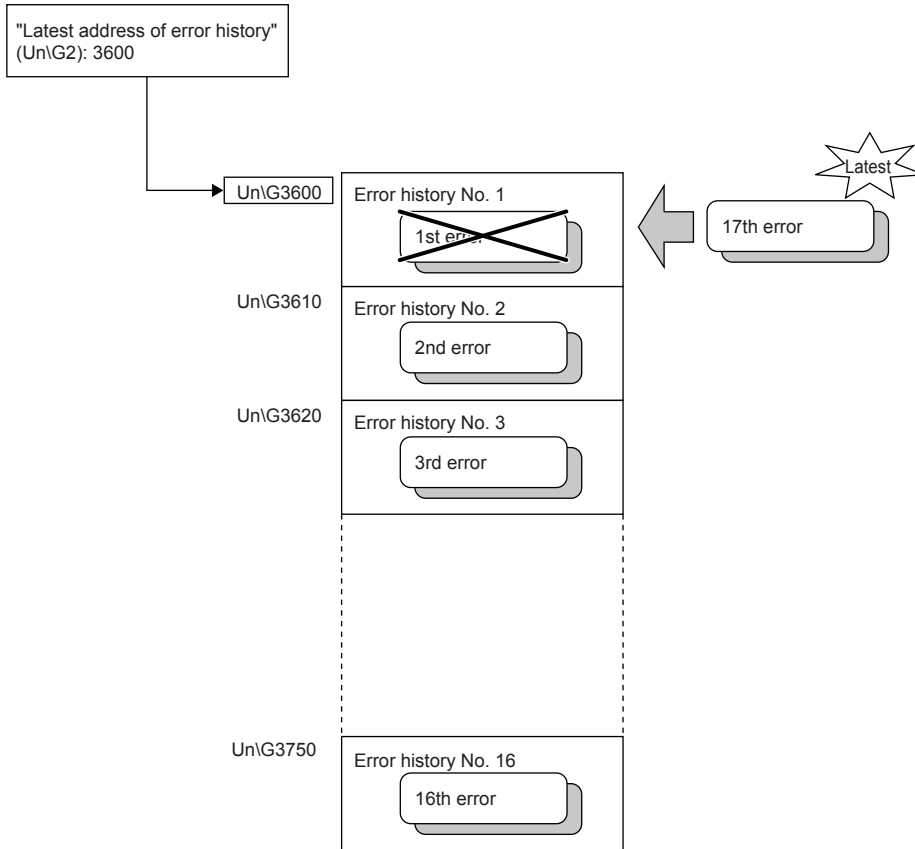 "Latest address of error history"
(Un\G2): 3600
Latest
Un\G3600
Error history No. 1
1st error
17th error
Un\G3610
Error history No. 2
2nd error
Un\G3620
Error history No. 3
3rd error
Un\G3750
Error history No. 16
16th error